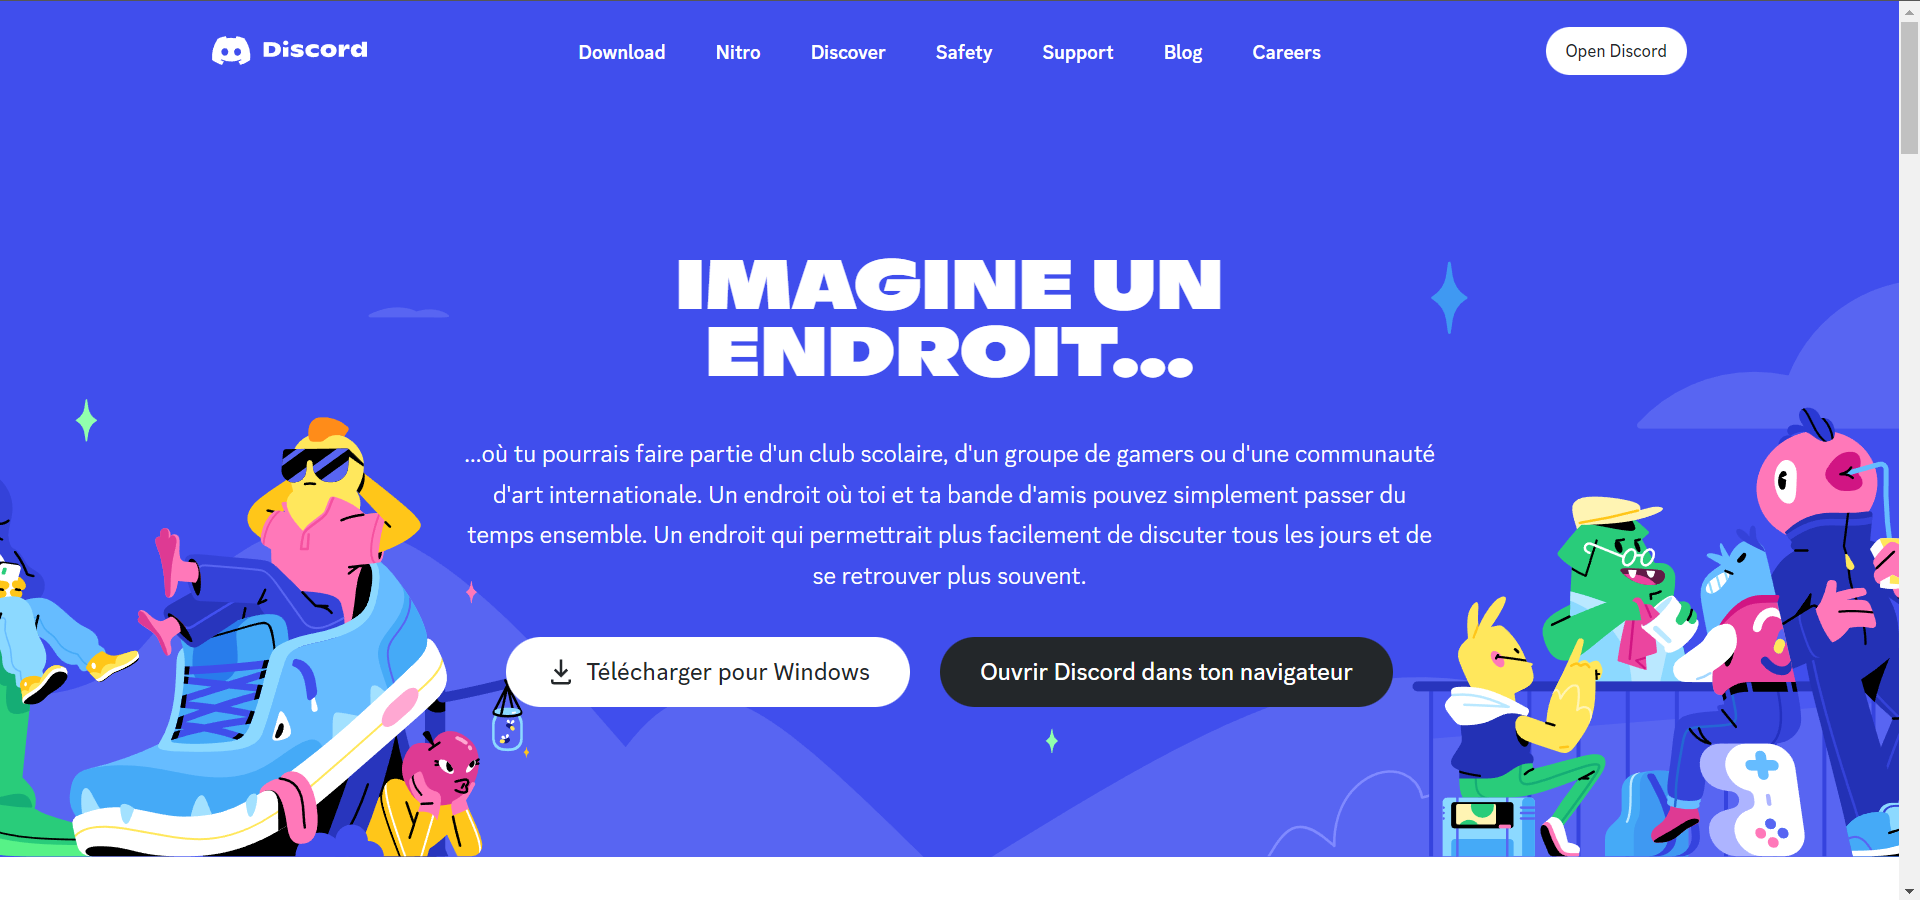 Discord
Download Nitro Discover Safety Support Blog Careers
Open Discord
IMAGINE UN
ENDROIT...
...où tu pourrais faire partie d'un club scolaire, d'un groupe de gamers ou d'une communauté
d'art internationale. Un endroit où toi et ta bande d'amis pouvez simplement passer du
temps ensemble. Un endroit qui permettrait plus facilement de discuter tous les jours et de
se retrouver plus souvent.
Télécharger pour Windows
Ouvrir Discord dans ton navigateur